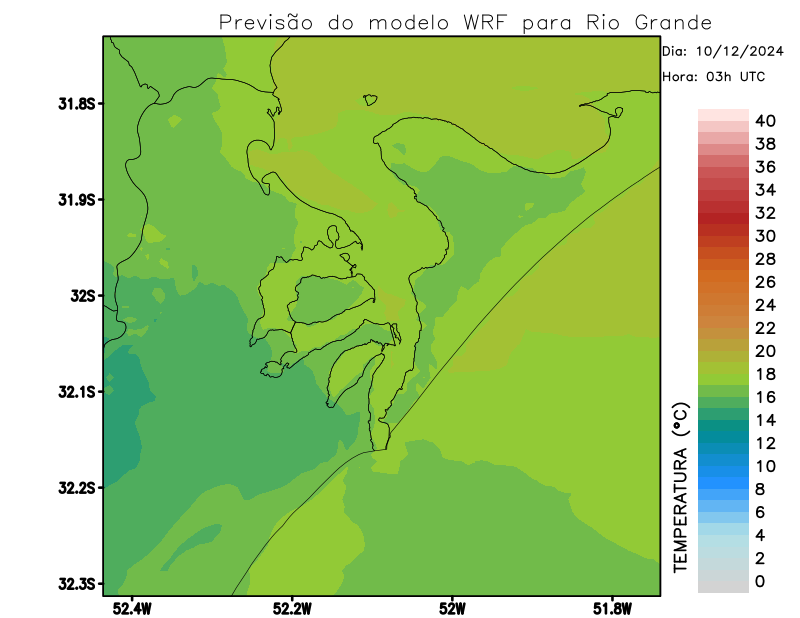 Previsão do modelo WRF para Rio Grande
Dia: 10/12/2024
Hora: 03h UTC
31.8S
31.9S
32S
32.1S
32.2S
32.3S
52.4W
52.2W
52W
51.8W
TEMPERATURA (°C)
40
38
36
34
32
30
28
26
24
22
20
18
16
14
12
10
8
6
4
2
0